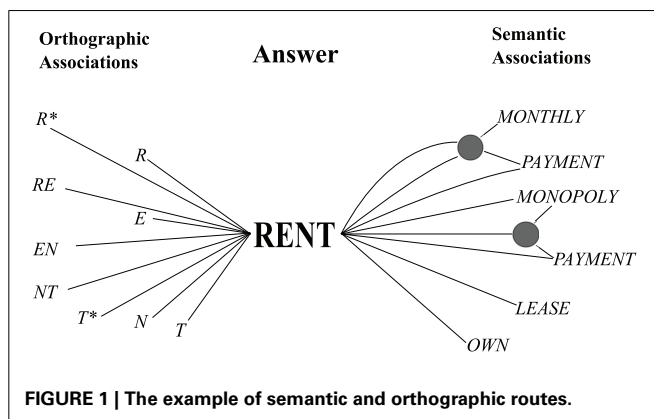 Orthographic
Associations
Answer
Semantic
Associations
R*
R
RE
E
EN
NT
T*
N
T
RENT
MONTHLY
PAYMENT
MONOPOLY
PAYMENT
LEASE
OWN
FIGURE 1 | The example of semantic and orthographic routes.